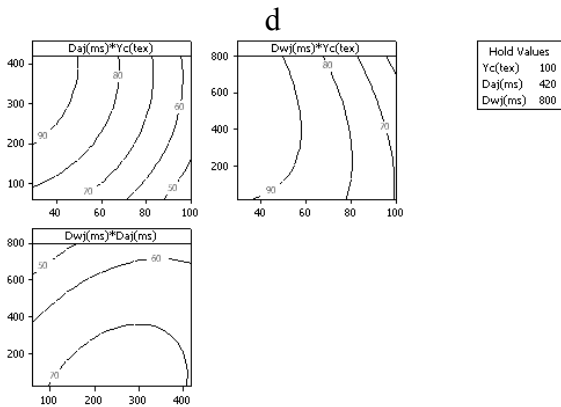 d
Daj(ms)*Yc(tex)
Dwj(ms)*Yc(tex)
400
300
200
100
40 60 80 100
90
80
70
60
50
800
600
400
200
40 60 80 100
90
80
70
Hold Values
Yc(tex) 100
Daj(ms) 420
Dwj(ms) 800
Dwj(ms)*Daj(ms)
800
600
400
200
100 200 300 400
50
60
70